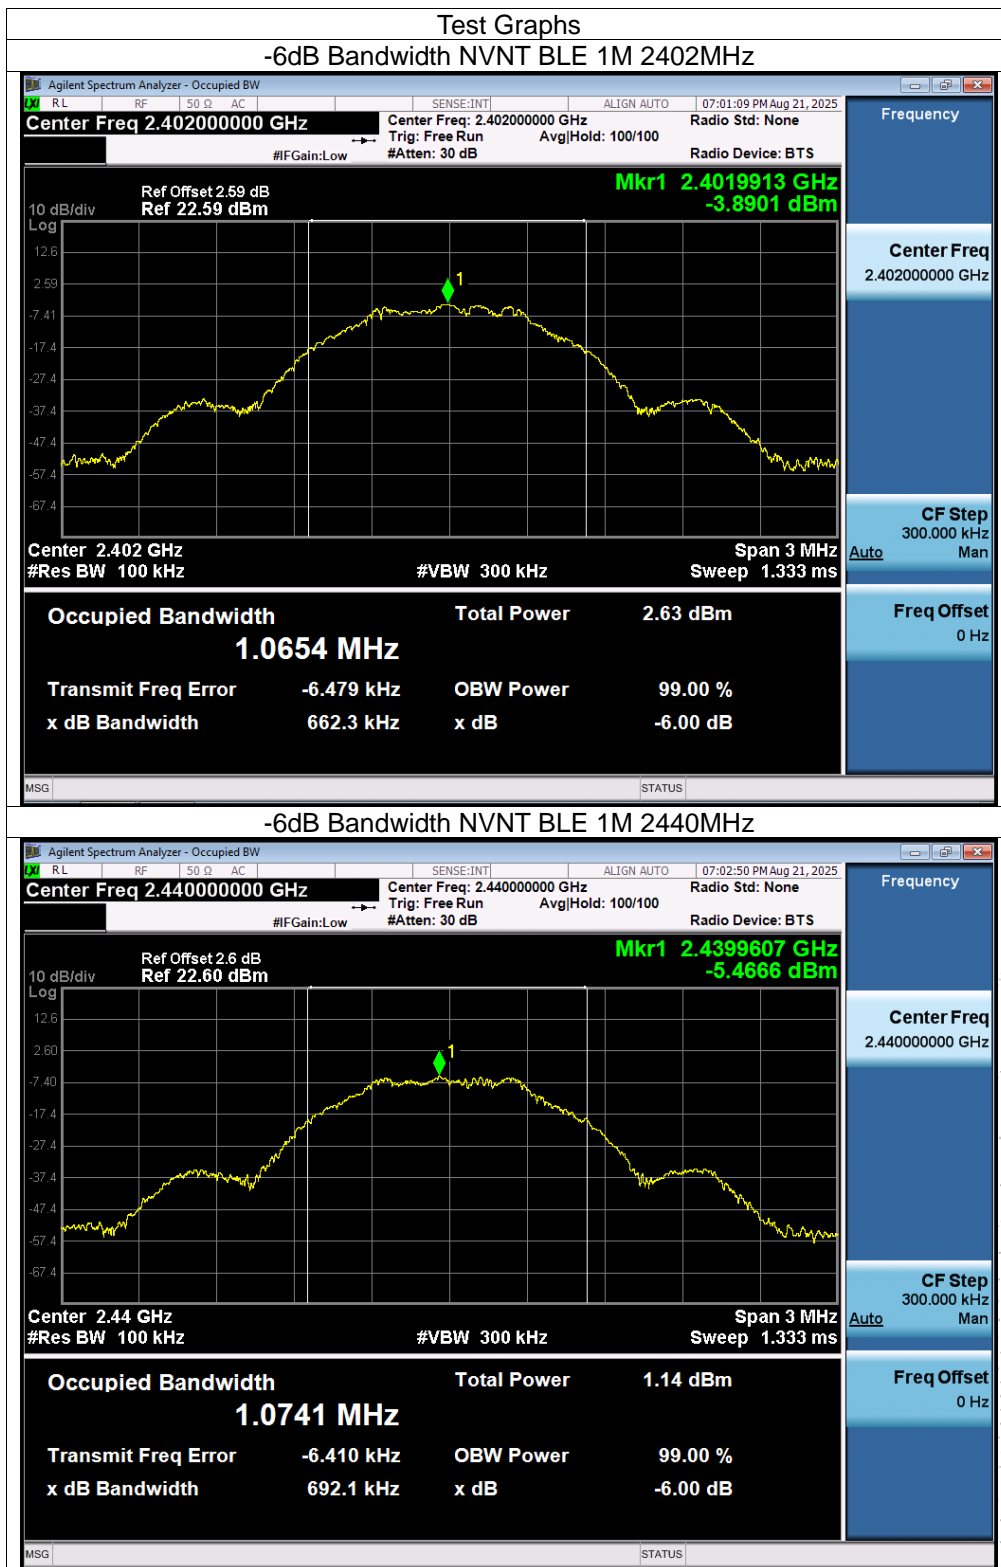 Test Graphs
-6dB Bandwidth NVNT BLE 1M 2402MHz
Agilent Spectrum Analyzer - Occupied BW
LXI RL RF 50 Ω AC SENSE:INT ALIGN AUTO 07:01:09 PM Aug 21, 2025
Center Freq 2.402000000 GHz
Center Freq: 2.402000000 GHz
Radio Std: None
Trig: Free Run Avg|Hold: 100/100
#IFGain:Low #Atten: 30 dB Radio Device: BTS
Frequency
Mkr1 2.4019913 GHz
-3.8901 dBm
Ref Offset 2.59 dB
10 dB/div Ref 22.59 dBm
Log
12.6
2.59
-7.41
-17.4
-27.4
-37.4
-47.4
-57.4
-67.4
1
Center 2.402 GHz Span 3 MHz
#Res BW 100 kHz #VBW 300 kHz Sweep 1.333 ms
Center Freq
2.402000000 GHz
CF Step
300.000 kHz
Auto Man
Freq Offset
0 Hz
Occupied Bandwidth Total Power 2.63 dBm
1.0654 MHz
Transmit Freq Error -6.479 kHz OBW Power 99.00 %
x dB Bandwidth 662.3 kHz x dB -6.00 dB
MSG STATUS
-6dB Bandwidth NVNT BLE 1M 2440MHz
Agilent Spectrum Analyzer - Occupied BW
LXI RL RF 50 Ω AC SENSE:INT ALIGN AUTO 07:02:50 PM Aug 21, 2025
Center Freq 2.440000000 GHz
Center Freq: 2.440000000 GHz
Radio Std: None
Trig: Free Run Avg|Hold: 100/100
#IFGain:Low #Atten: 30 dB Radio Device: BTS
Frequency
Mkr1 2.4399607 GHz
-5.4666 dBm
Ref Offset 2.6 dB
10 dB/div Ref 22.60 dBm
Log
12.6
2.60
-7.40
-17.4
-27.4
-37.4
-47.4
-57.4
-67.4
1
Center 2.44 GHz Span 3 MHz
#Res BW 100 kHz #VBW 300 kHz Sweep 1.333 ms
Center Freq
2.440000000 GHz
CF Step
300.000 kHz
Auto Man
Freq Offset
0 Hz
Occupied Bandwidth Total Power 1.14 dBm
1.0741 MHz
Transmit Freq Error -6.410 kHz OBW Power 99.00 %
x dB Bandwidth 692.1 kHz x dB -6.00 dB
MSG STATUS